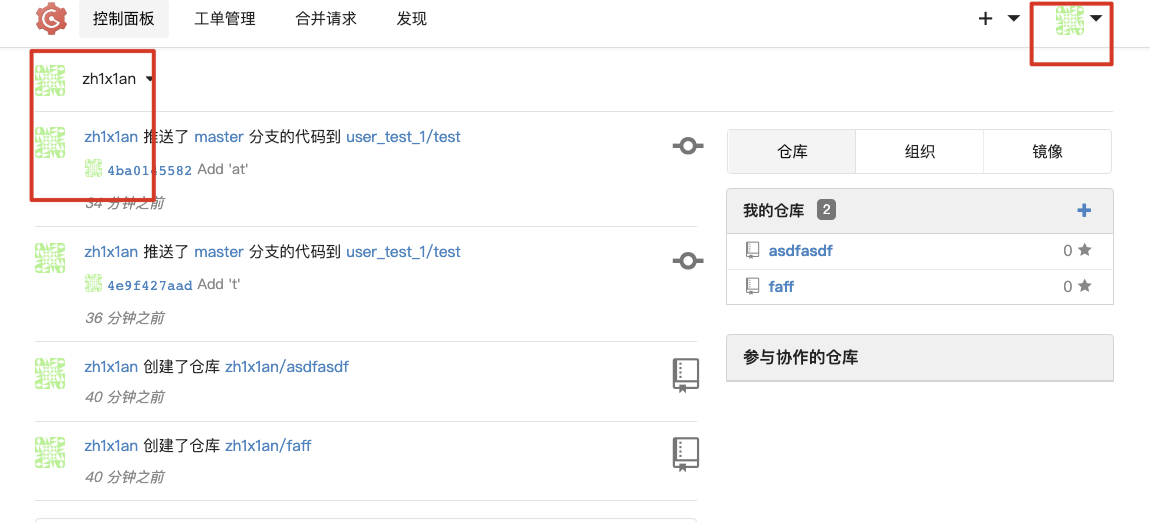 控制面板 工单管理 合并请求 发现
zh1x1an
zh1x1an 推送了 master 分支的代码到 user_test_1/test
4ba0145582 Add 'at'
34 分钟之前
zh1x1an 推送了 master 分支的代码到 user_test_1/test
4e9f427aad Add 't'
36 分钟之前
zh1x1an 创建了仓库 zh1x1an/asdfasdf
40 分钟之前
zh1x1an 创建了仓库 zh1x1an/faff
40 分钟之前
仓库 组织 镜像
我的仓库 2
asdfasdf 0
faff 0
参与协作的仓库